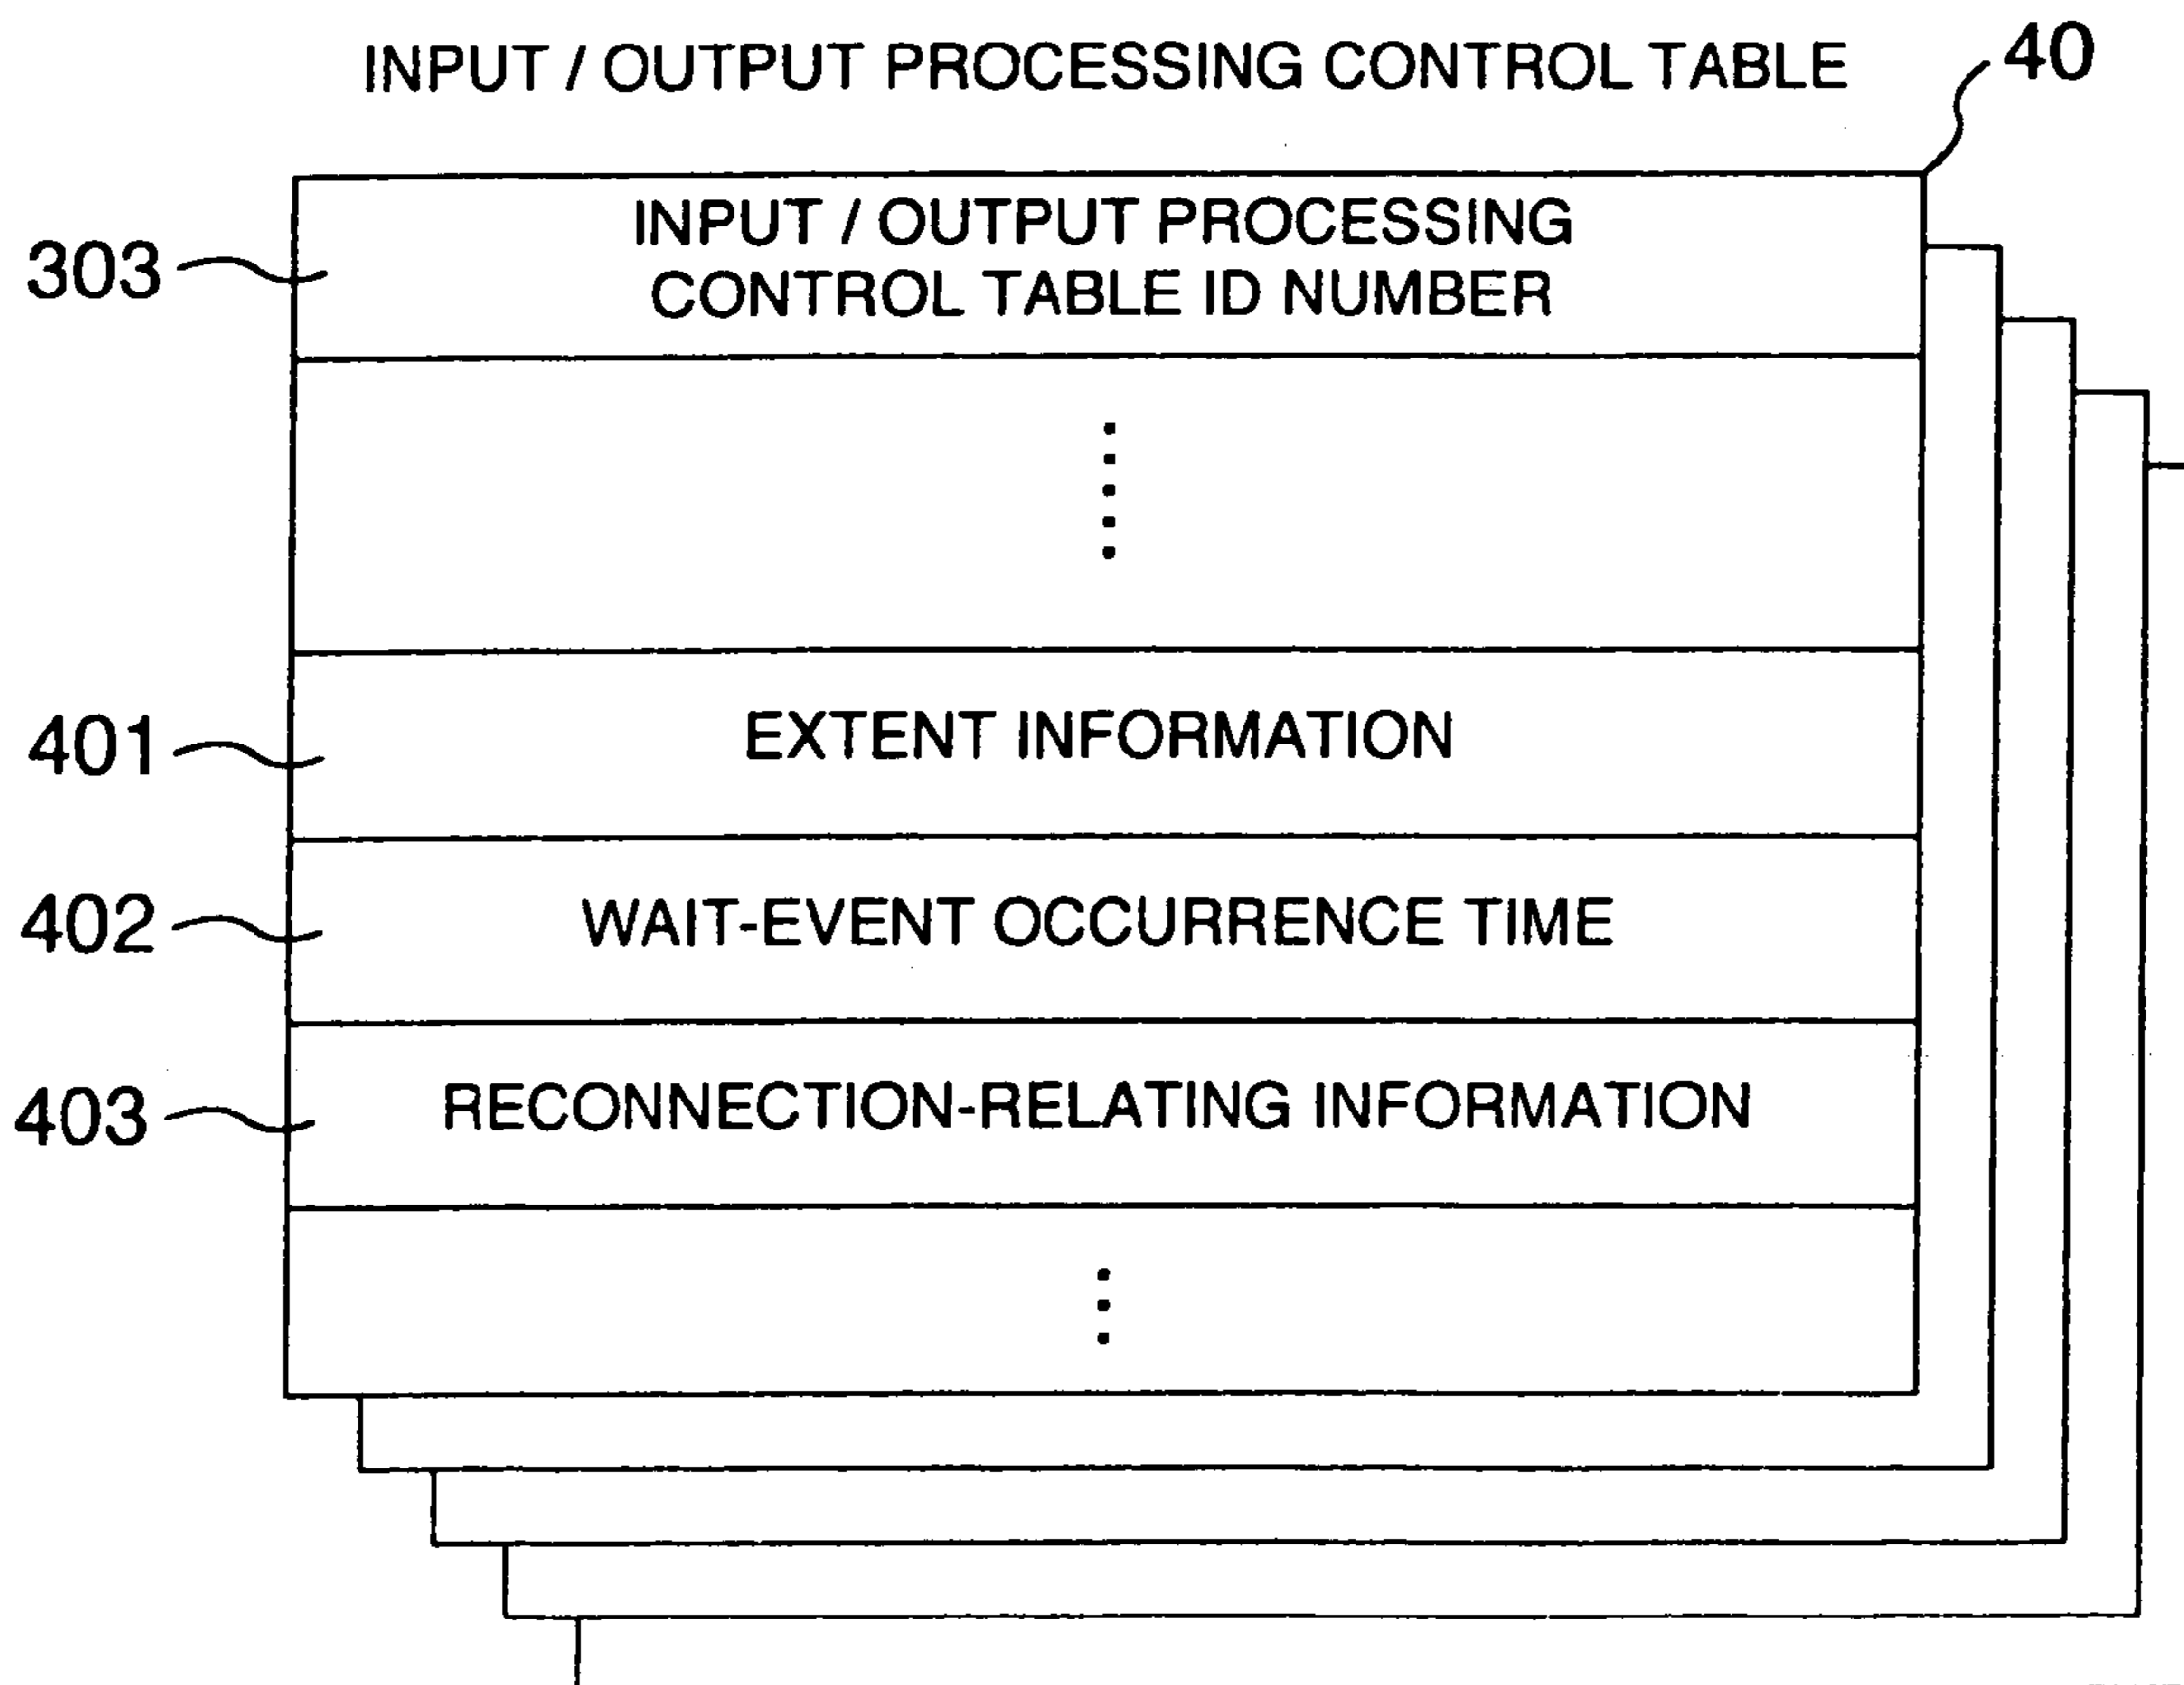 INPUT / OUTPUT PROCESSING CONTROL TABLE
40
INPUT / OUTPUT PROCESSING
CONTROL TABLE ID NUMBER
303
EXTENT INFORMATION
401
WAIT-EVENT OCCURRENCE TIME
402
RECONNECTION-RELATING INFORMATION
403